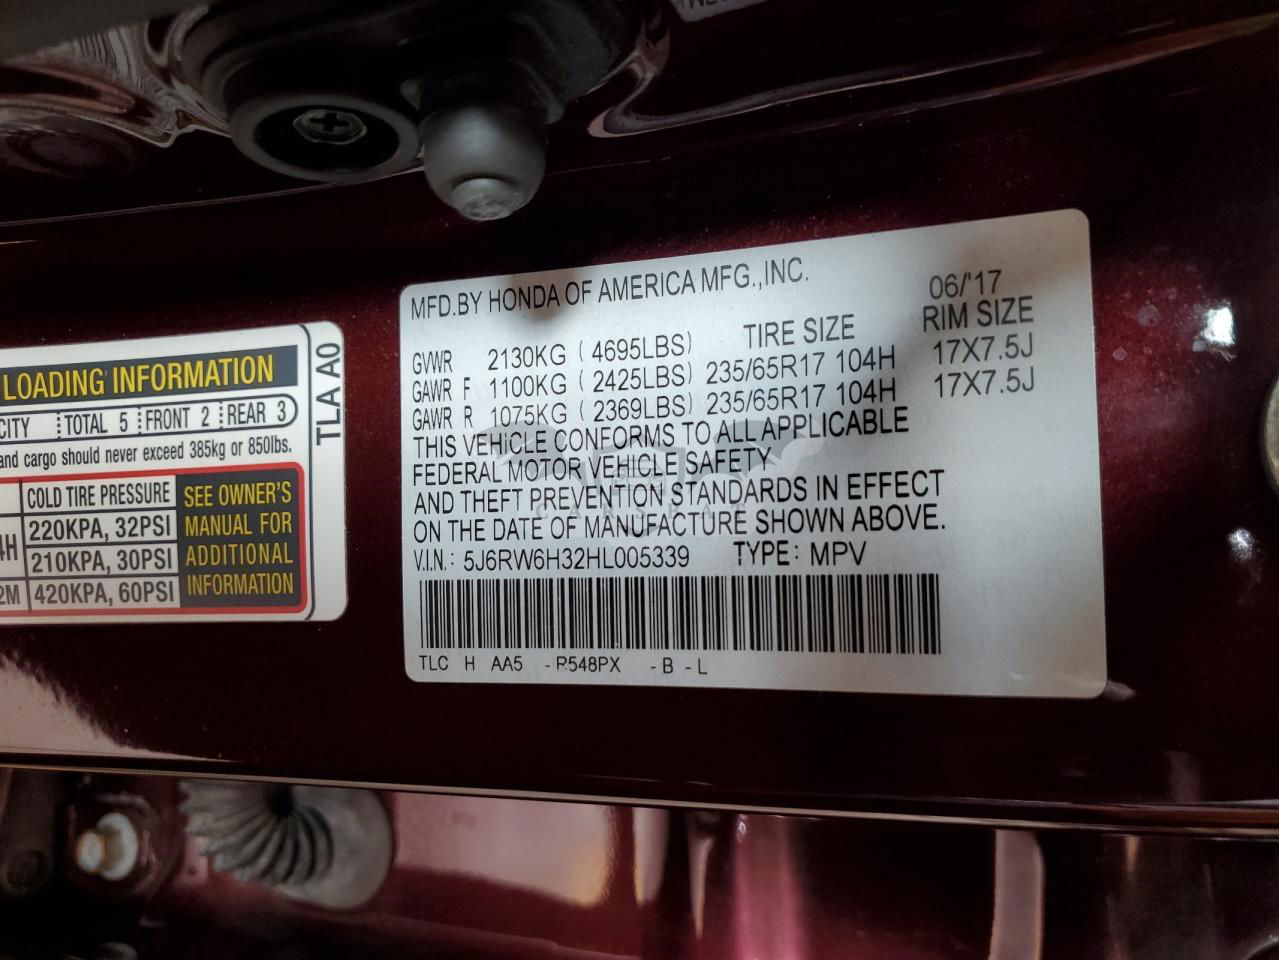 LOADING INFORMATION
CITY TOTAL 5 FRONT 2 REAR 3
and cargo should never exceed 385kg or 850lbs.
COLD TIRE PRESSURE
220KPA, 32PSI
4H 210KPA, 30PSI
2M 420KPA, 60PSI
SEE OWNER'S
MANUAL FOR
ADDITIONAL
INFORMATION
TLA A0
MFD.BY HONDA OF AMERICA MFG.,INC. 06/'17
TIRE SIZE RIM SIZE
GVWR 2130KG ( 4695LBS)
GAWR F 1100KG ( 2425LBS) 235/65R17 104H 17X7.5J
GAWR R 1075KG ( 2369LBS) 235/65R17 104H 17X7.5J
THIS VEHICLE CONFORMS TO ALL APPLICABLE
FEDERAL MOTOR VEHICLE SAFETY
AND THEFT PREVENTION STANDARDS IN EFFECT
ON THE DATE OF MANUFACTURE SHOWN ABOVE.
V.I.N.: 5J6RW6H32HL005339 TYPE: MPV
TLC H AA5 -R548PX -B -L